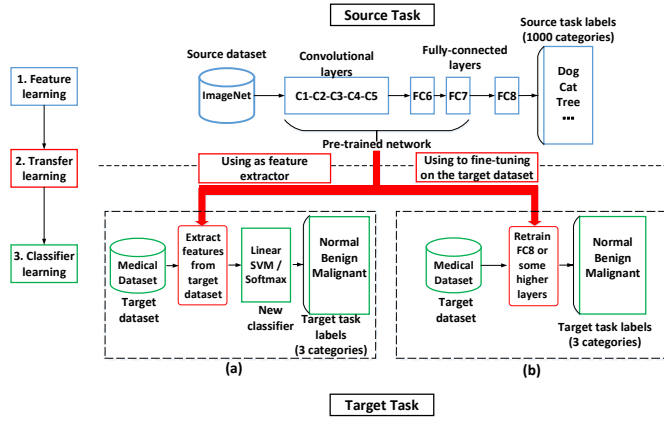 Source Task
Source task labels
(1000 categories)
Source dataset
Convolutional
layers
Fully-connected
layers
1. Feature
learning
ImageNet
C1-C2-C3-C4-C5
FC6
FC7
FC8
Dog
Cat
Tree
...
Pre-trained network
2. Transfer
learning
Using as feature
extractor
Using to fine-tuning
on the target dataset
3. Classifier
learning
Medical
Dataset
Target
dataset
Extract
features
from
target
dataset
Linear
SVM /
Softmax
New
classifier
Normal
Benign
Malignant
Target task
labels
(3 categories)
(a)
Medical
Dataset
Target
dataset
Retrain
FC8 or
some
higher
layers
Normal
Benign
Malignant
Target task labels
(3 categories)
(b)
Target Task